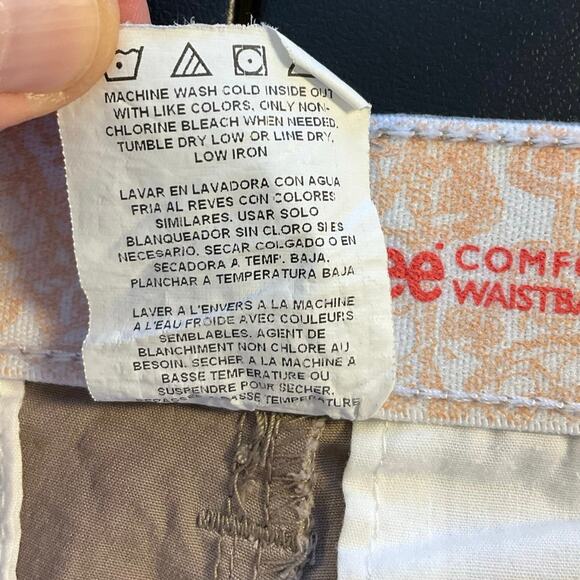 MACHINE WASH COLD INSIDE OUT
WITH LIKE COLORS, ONLY NON-
CHLORINE BLEACH WHEN NEEDED.
TUMBLE DRY LOW OR LINE DRY,
LOW IRON
LAVAR EN LAVADORA CON AGUA
FRIA AL REVES CON COLORES
SIMILARES. USAR SOLO
BLANQUEADOR SIN CLORO SI ES
NECESARIO. SECAR COLGADO O EN
SECADORA A TEMP. BAJA.
PLANCHAR A TEMPERATURA BAJA
LAVER A L'ENVERS A LA MACHINE
A L'EAU FROIDE AVEC COULEURS
SEMBLABLES. AGENT DE
BLANCHIMENT NON CHLORE AU
BESOIN. SECHER A LA MACHINE A
BASSE TEMPERATURE OU
SUSPENDRE POUR SECHER.
REPASSER A BASSE TEMPERATURE
ee COMF
WAISTBA